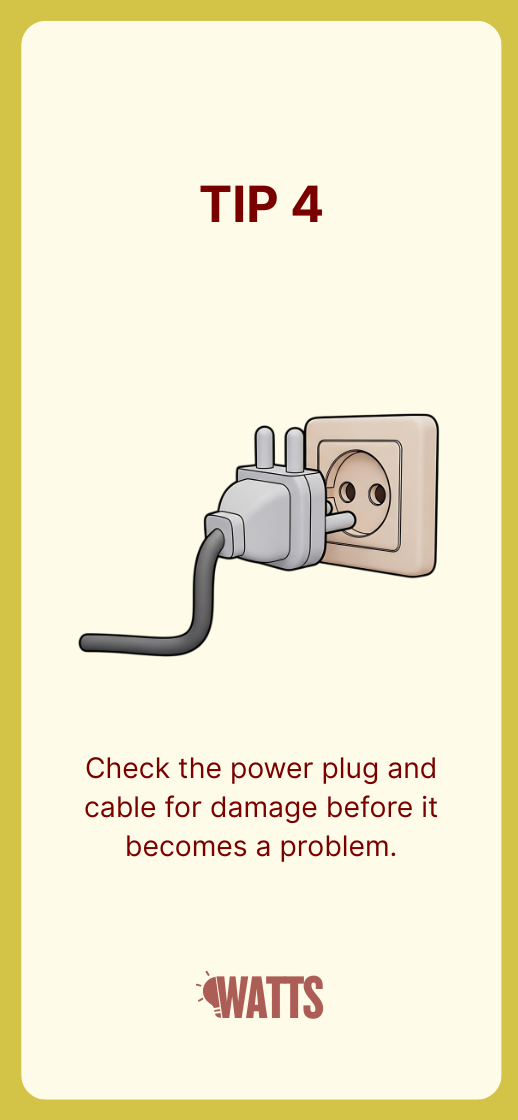 TIP 4
Check the power plug and
cable for damage before it
becomes a problem.
WATTS